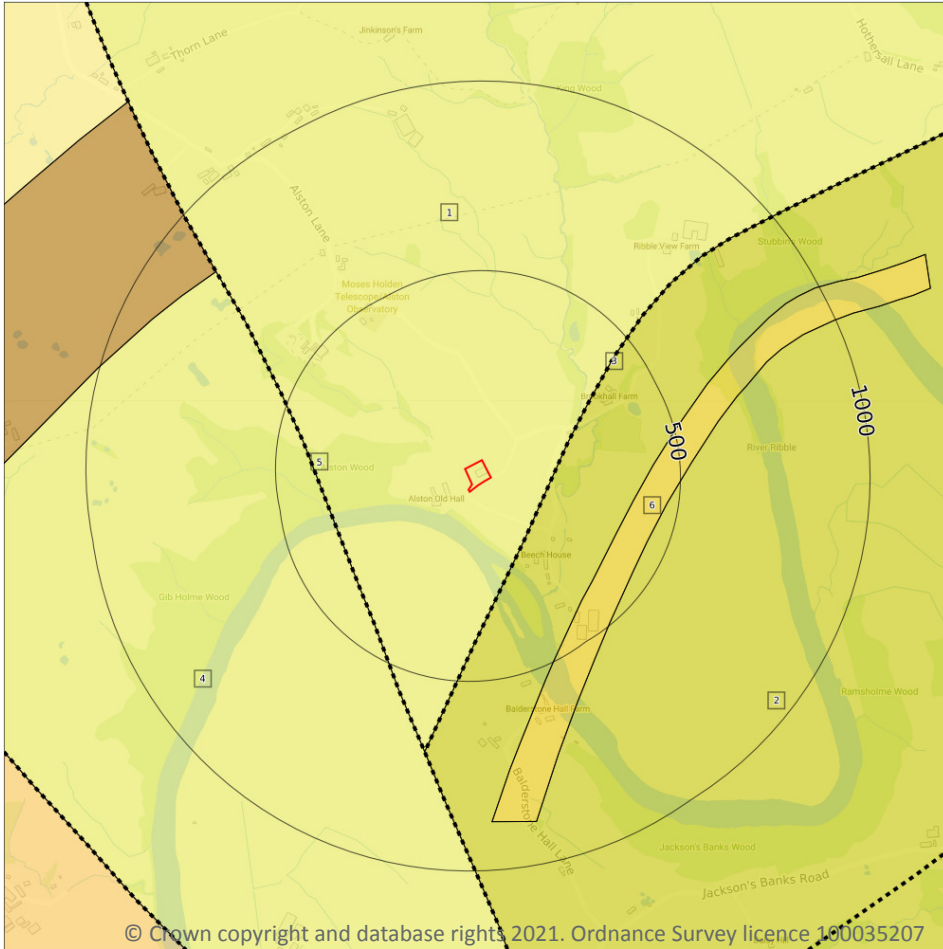 Jinkinson's Farm
Thorn Lane
Hothersall Lane
King Wood
Alston Lane
1
Stubbins Wood
Ribble View Farm
Moses Holden
Telescope/Alston
Observatory
3
Brookhall Farm
1000
500
River Ribble
5
Alston Wood
Alston Old Hall
6
Beech House
Gib Holme Wood
4
Ramsholme Wood
2
Balderstone Hall Farm
Balderstone Hall Lane
Jackson's Banks Wood
Jackson's Banks Road
© Crown copyright and database rights 2021. Ordnance Survey licence 100035207